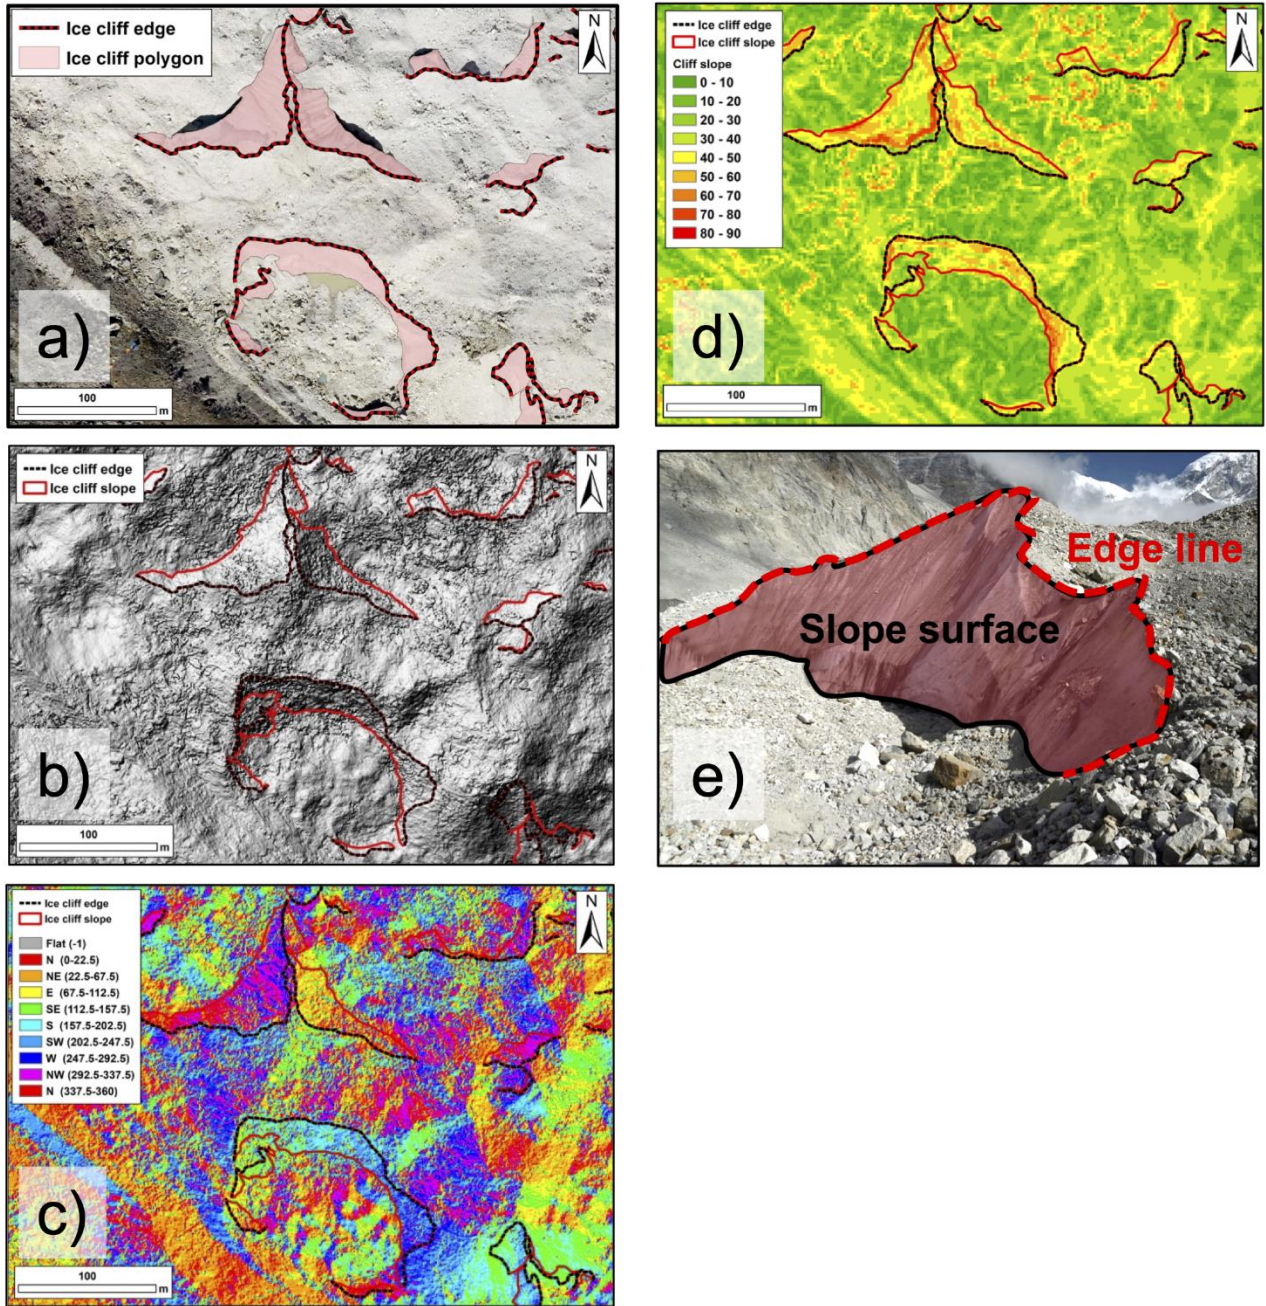 Ice cliff edge
Ice cliff polygon
N
a)
100
m
Ice cliff edge
Ice cliff slope
Cliff slope
0 - 10
10 - 20
20 - 30
30 - 40
40 - 50
50 - 60
60 - 70
70 - 80
80 - 90
N
d)
100
m
Ice cliff edge
Ice cliff slope
N
b)
100
m
Edge line
Slope surface
e)
Ice cliff edge
Ice cliff slope
Flat (-1)
N (0-22.5)
NE (22.5-67.5)
E (67.5-112.5)
SE (112.5-157.5)
S (157.5-202.5)
SW (202.5-247.5)
W (247.5-292.5)
NW (292.5-337.5)
N (337.5-360)
N
c)
100
m